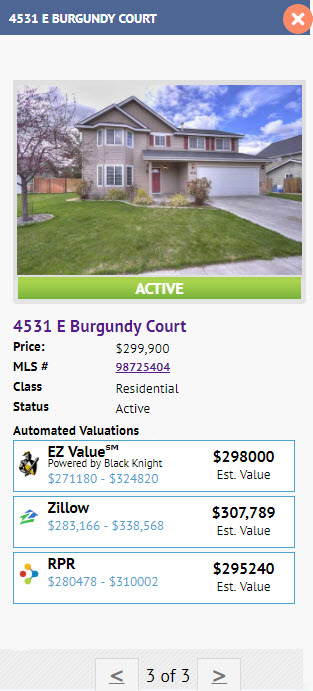 4531 E BURGUNDY COURT
ACTIVE
4531 E Burgundy Court
Price: $299,900
MLS # 98725404
Class Residential
Status Active
Automated Valuations
EZ Value℠ $298000
Powered by Black Knight
$271180 - $324820 Est. Value
Zillow $307,789
$283,166 - $338,568 Est. Value
RPR $295240
$280478 - $310002 Est. Value
< 3 of 3 >